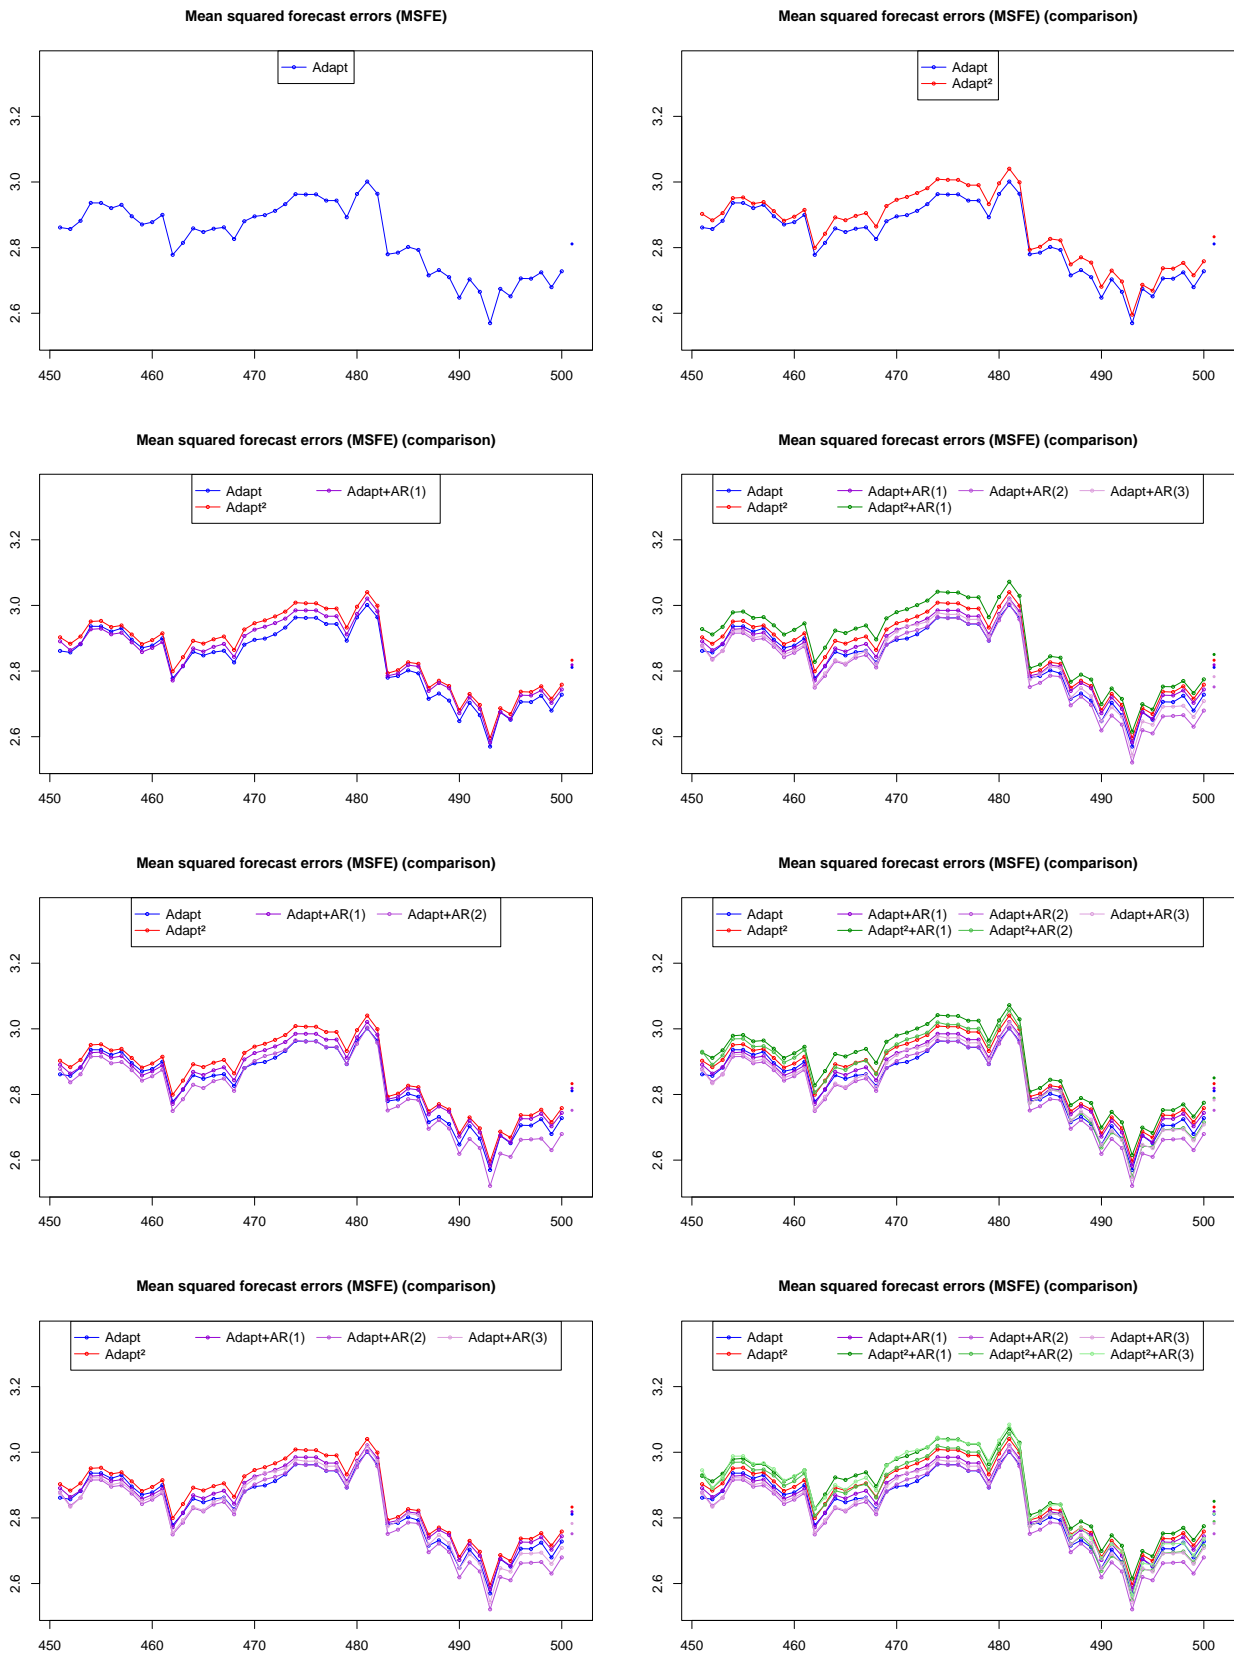 Mean squared forecast errors (MSFE)
Adapt
2.6 2.8 3.0 3.2
450 460 470 480 490 500
Mean squared forecast errors (MSFE) (comparison)
Adapt
Adapt²
2.6 2.8 3.0 3.2
450 460 470 480 490 500
Mean squared forecast errors (MSFE) (comparison)
Adapt Adapt+AR(1)
Adapt²
2.6 2.8 3.0 3.2
450 460 470 480 490 500
Mean squared forecast errors (MSFE) (comparison)
Adapt Adapt+AR(1) Adapt+AR(2) Adapt+AR(3)
Adapt² Adapt²+AR(1)
2.6 2.8 3.0 3.2
450 460 470 480 490 500
Mean squared forecast errors (MSFE) (comparison)
Adapt Adapt+AR(1) Adapt+AR(2)
Adapt²
2.6 2.8 3.0 3.2
450 460 470 480 490 500
Mean squared forecast errors (MSFE) (comparison)
Adapt Adapt+AR(1) Adapt+AR(2) Adapt+AR(3)
Adapt² Adapt²+AR(1) Adapt²+AR(2)
2.6 2.8 3.0 3.2
450 460 470 480 490 500
Mean squared forecast errors (MSFE) (comparison)
Adapt Adapt+AR(1) Adapt+AR(2) Adapt+AR(3)
Adapt²
2.6 2.8 3.0 3.2
450 460 470 480 490 500
Mean squared forecast errors (MSFE) (comparison)
Adapt Adapt+AR(1) Adapt+AR(2) Adapt+AR(3)
Adapt² Adapt²+AR(1) Adapt²+AR(2) Adapt²+AR(3)
2.6 2.8 3.0 3.2
450 460 470 480 490 500